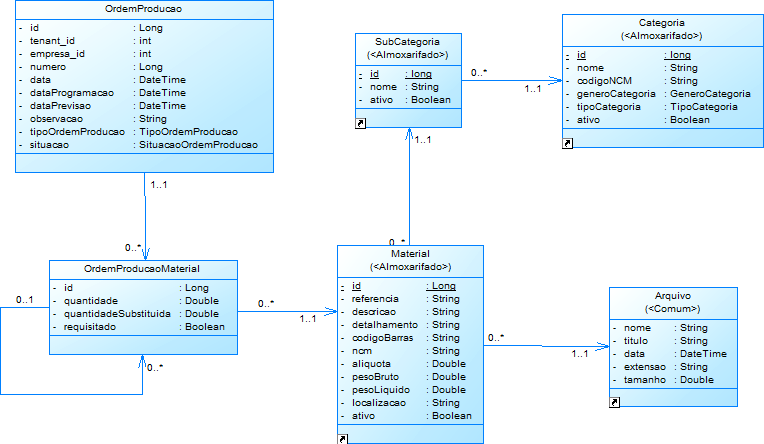 OrdemProducao
- id : Long
- tenant_id : int
- empresa_id : int
- numero : Long
- data : DateTime
- dataProgramacao : DateTime
- dataPrevisao : DateTime
- observacao : String
- tipoOrdemProducao : TipoOrdemProducao
- situacao : SituacaoOrdemProducao
SubCategoria
(<Almoxarifado>)
- id : long
- nome : String
- ativo : Boolean
0..*
1..1
Categoria
(<Almoxarifado>)
- id : long
- nome : String
- codigoNCM : String
- generoCategoria : GeneroCategoria
- tipoCategoria : TipoCategoria
- ativo : Boolean
1..1
0..*
1..1
0..*
OrdemProducaoMaterial
- id : Long
- quantidade : Double
- quantidadeSubstituida : Double
- requisitado : Boolean
0..1
0..*
0..*
1..1
Material
(<Almoxarifado>)
- id : Long
- referencia : String
- descricao : String
- detalhamento : String
- codigoBarras : String
- ncm : String
- aliquota : Double
- pesoBruto : Double
- pesoLiquido : Double
- localizacao : String
- ativo : Boolean
0..*
1..1
Arquivo
(<Comum>)
- nome : String
- titulo : String
- data : DateTime
- extensao : String
- tamanho : Double